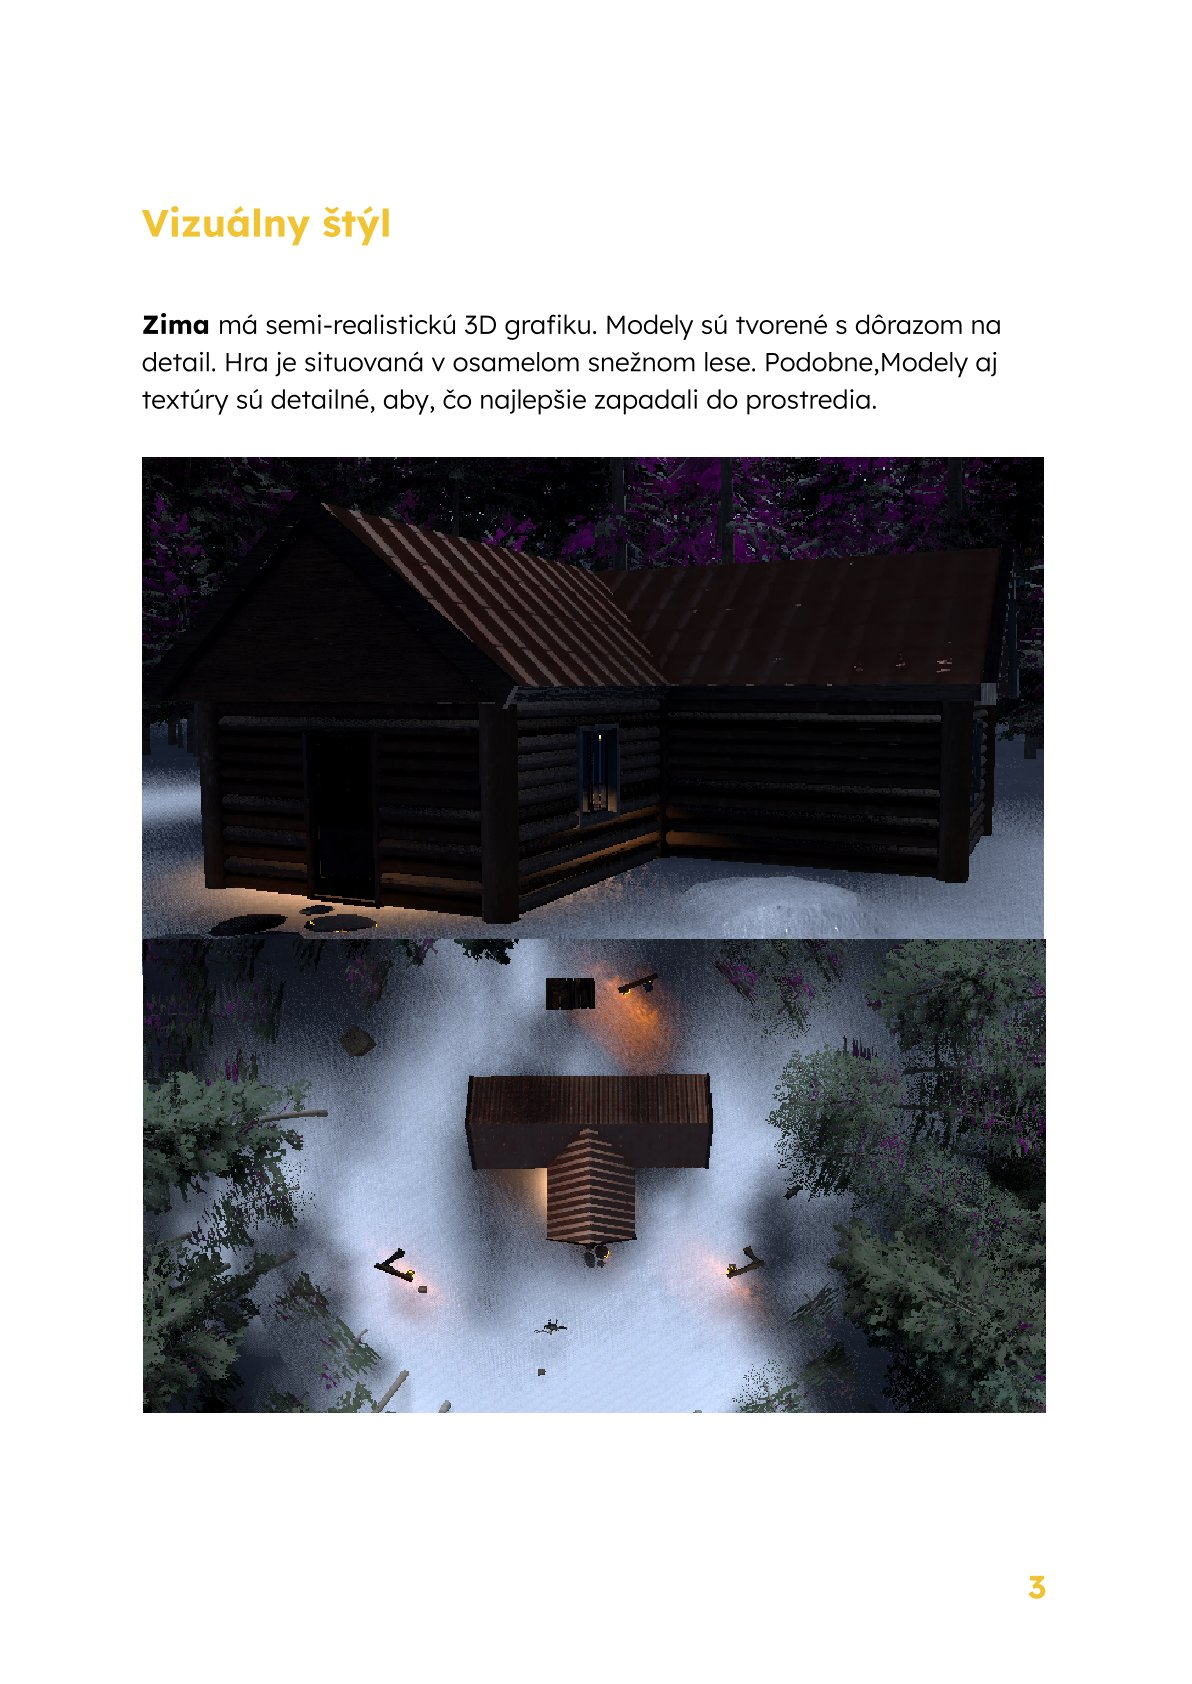 Vizuálny štýl
Zima má semi-realistickú 3D grafiku. Modely sú tvorené s dôrazom na
detail. Hra je situovaná v osamelom snežnom lese. Podobne,Modely aj
textúry sú detailné, aby, čo najlepšie zapadali do prostredia.
3